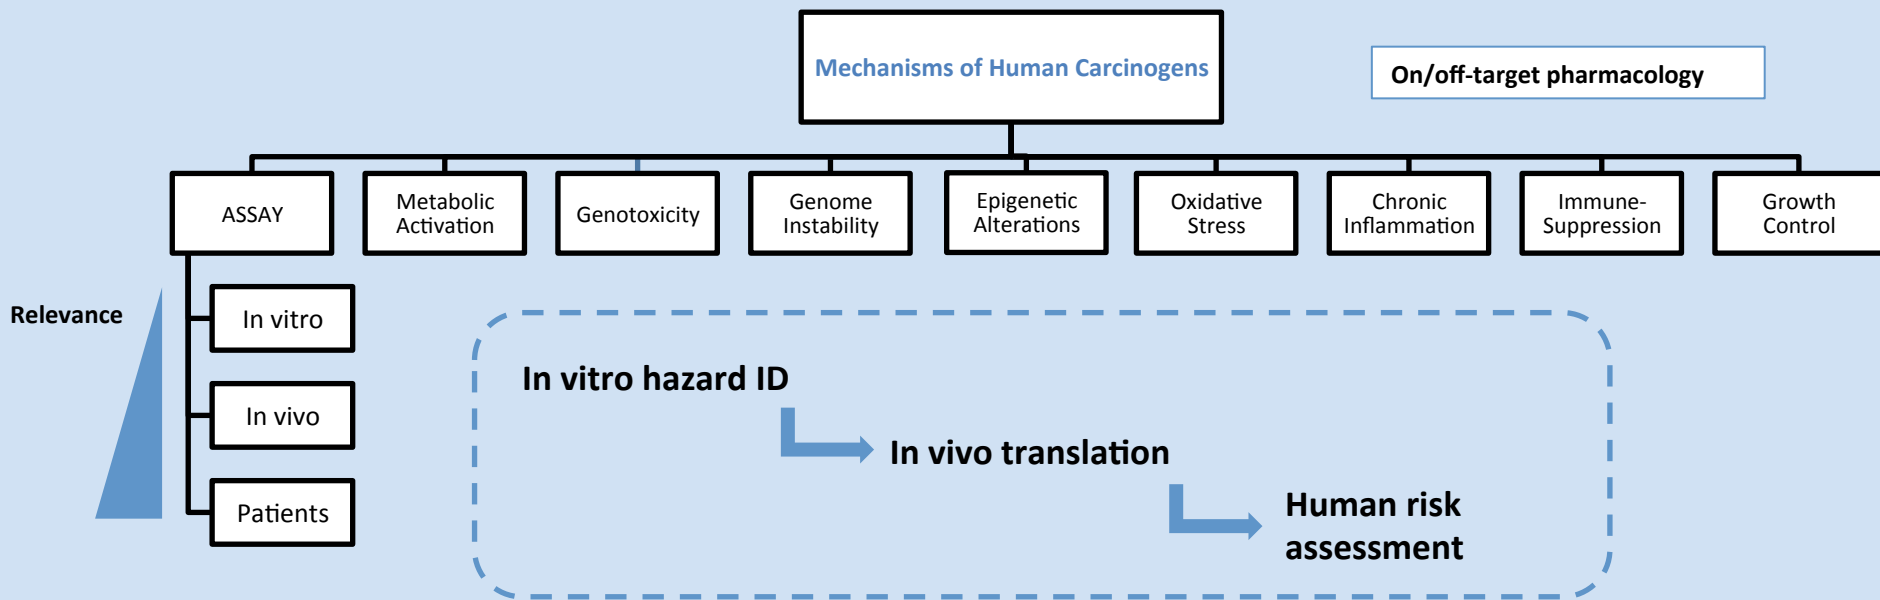 Mechanisms of Human Carcinogens
On/off-target pharmacology
ASSAY
Metabolic
Activation
Genotoxicity
Genome
Instability
Epigenetic
Alterations
Oxidative
Stress
Chronic
Inflammation
Immune-
Suppression
Growth
Control
Relevance
In vitro
In vivo
Patients
In vitro hazard ID
In vivo translation
Human risk
assessment